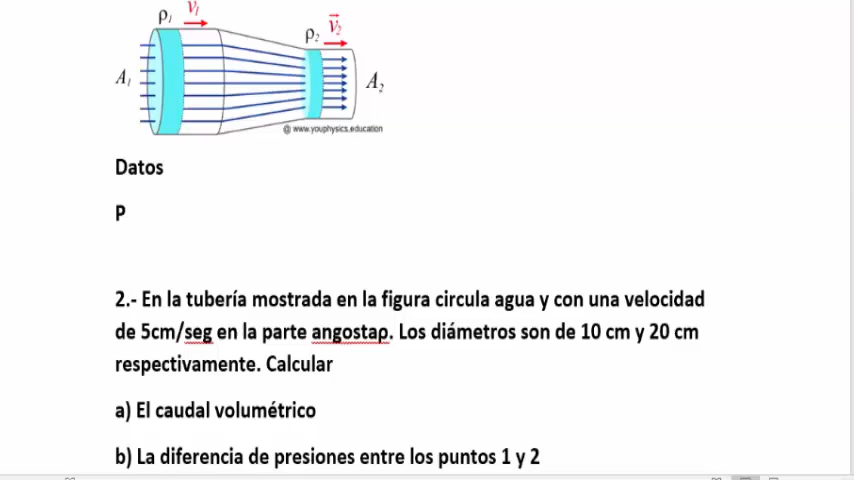 ρ1 v1
ρ2 v2
A1 A2
@ www.youphysics.education
Datos
P
2.- En la tubería mostrada en la figura circula agua y con una velocidad
de 5cm/seg en la parte angostap. Los diámetros son de 10 cm y 20 cm
respectivamente. Calcular
a) El caudal volumétrico
b) La diferencia de presiones entre los puntos 1 y 2